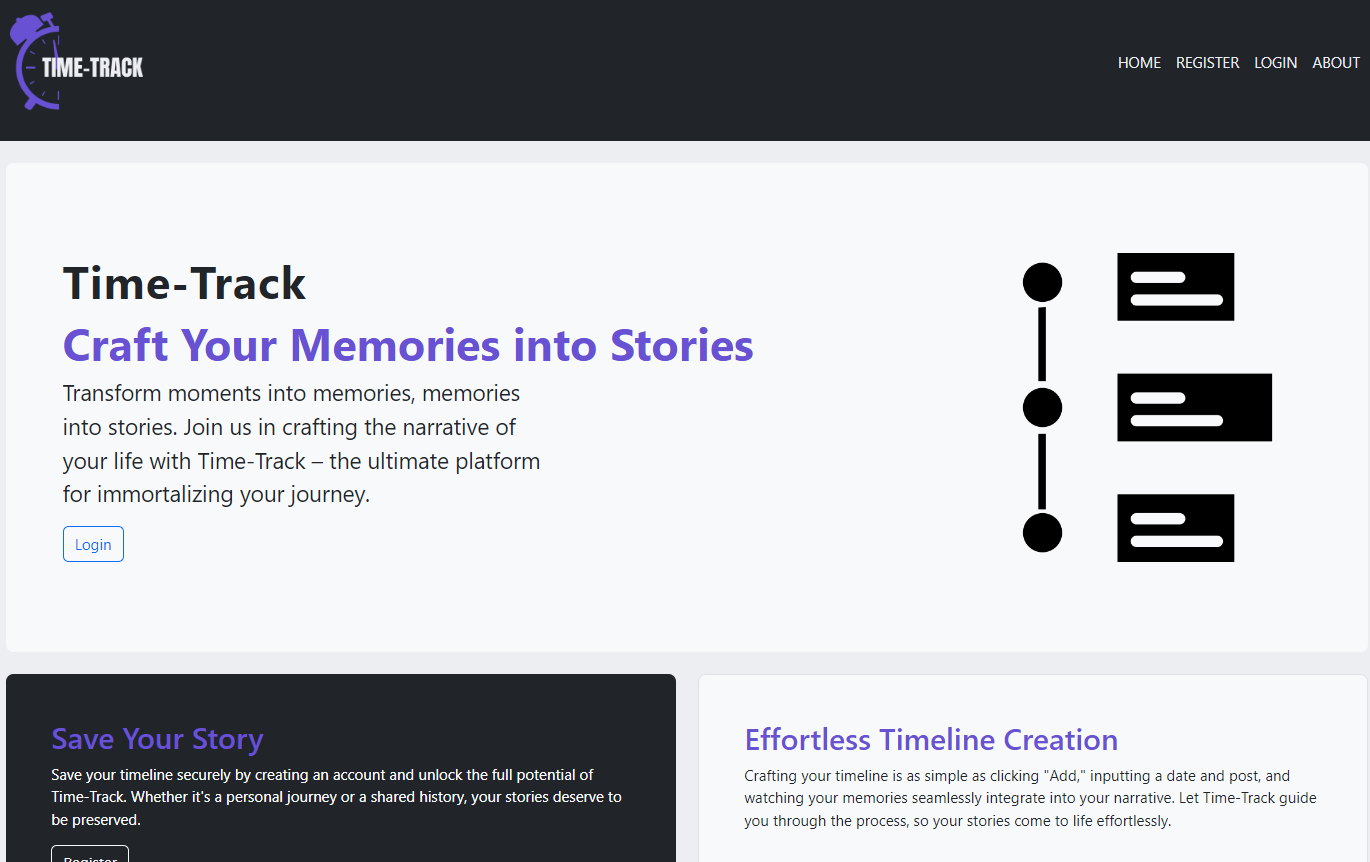 TIME-TRACK
HOME REGISTER LOGIN ABOUT
Time-Track
Craft Your Memories into Stories
Transform moments into memories, memories
into stories. Join us in crafting the narrative of
your life with Time-Track – the ultimate platform
for immortalizing your journey.
Login
Save Your Story
Save your timeline securely by creating an account and unlock the full potential of
Time-Track. Whether it's a personal journey or a shared history, your stories deserve to
be preserved.
Register
Effortless Timeline Creation
Crafting your timeline is as simple as clicking "Add," inputting a date and post, and
watching your memories seamlessly integrate into your narrative. Let Time-Track guide
you through the process, so your stories come to life effortlessly.